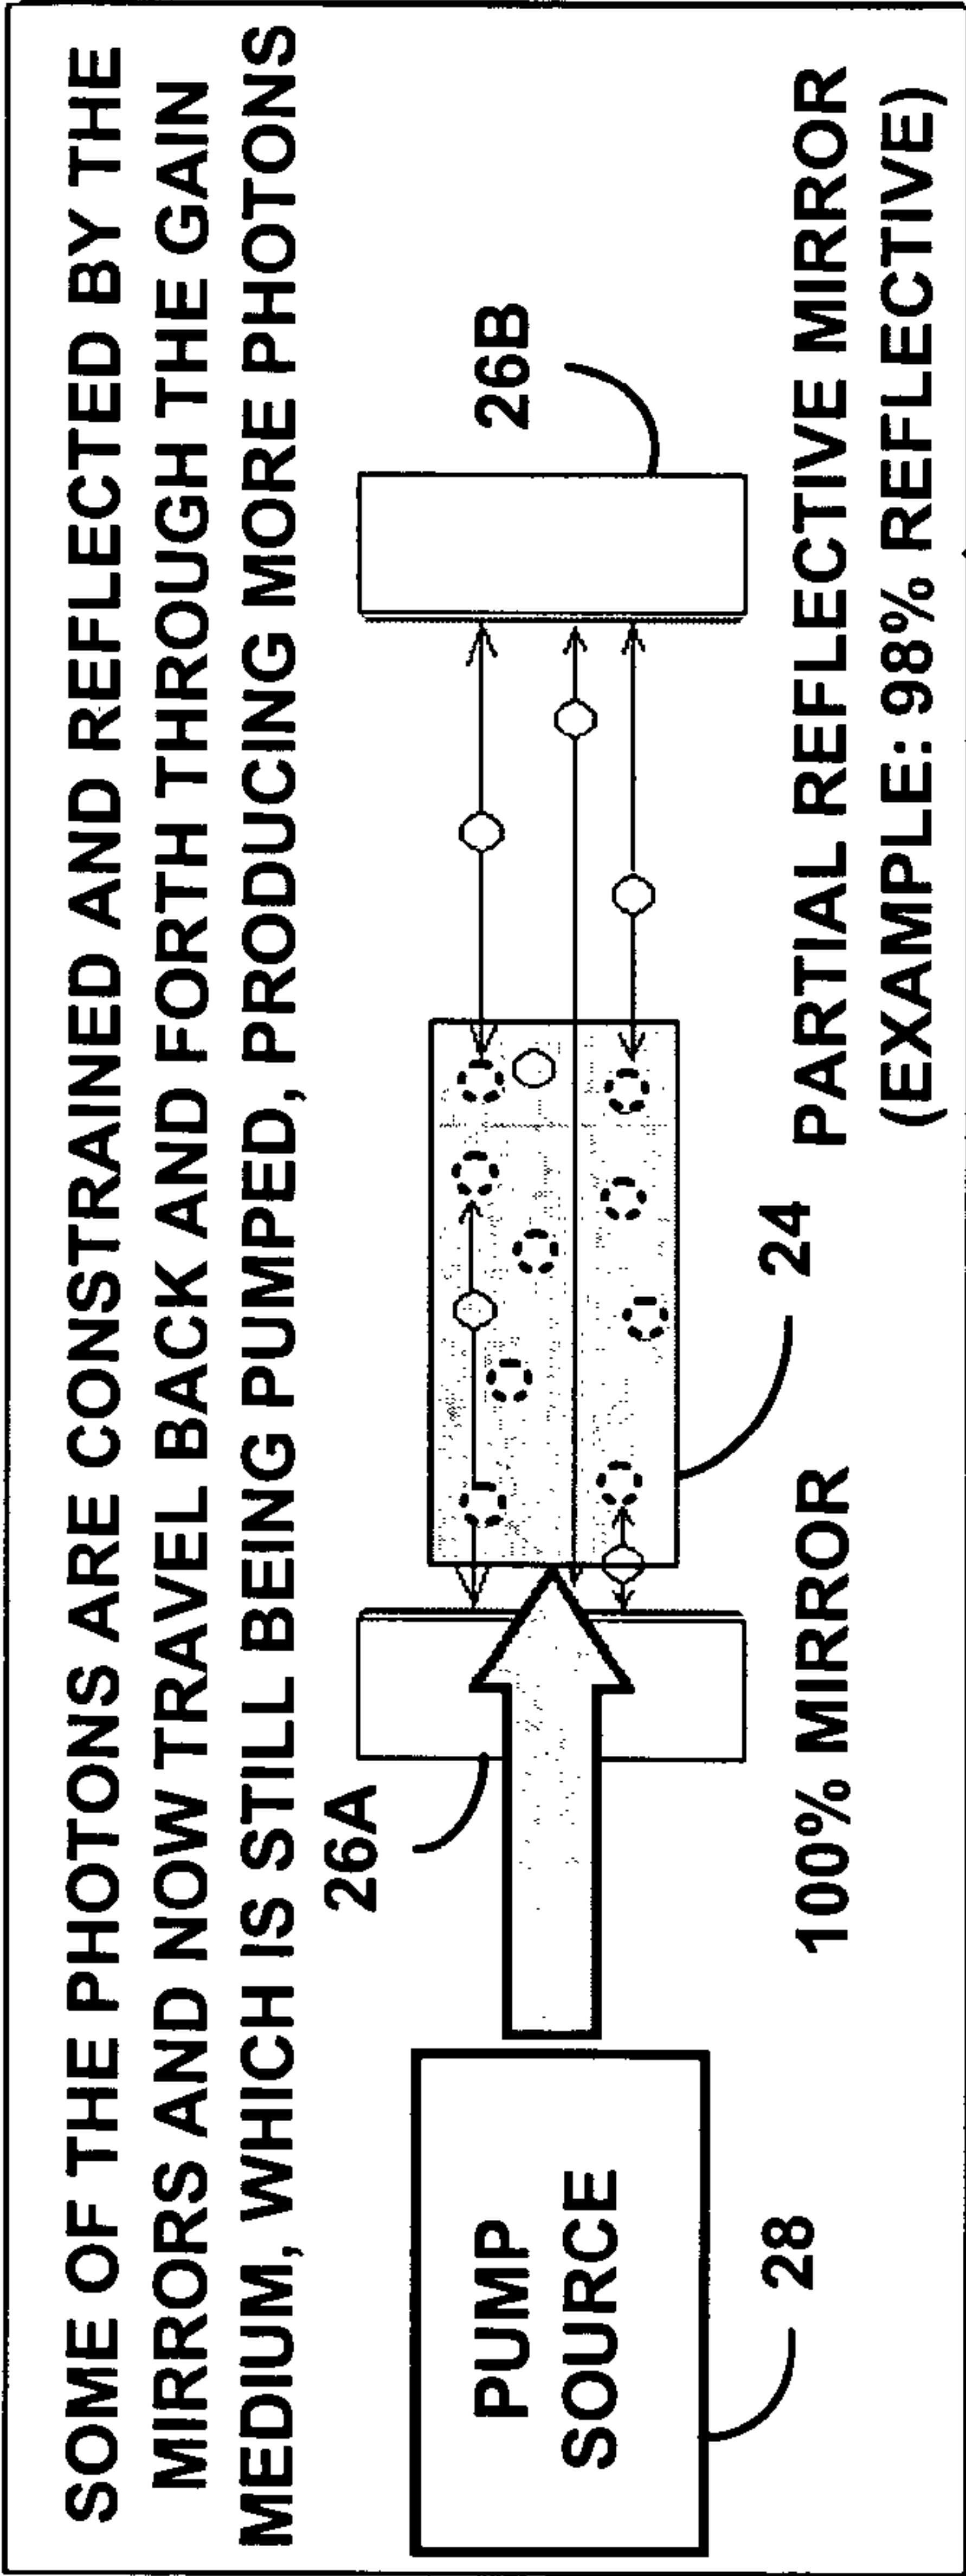 SOME OF THE PHOTONS ARE CONSTRAINED AND REFLECTED BY THE
MIRRORS AND NOW TRAVEL BACK AND FORTH THROUGH THE GAIN
MEDIUM, WHICH IS STILL BEING PUMPED, PRODUCING MORE PHOTONS
26A
26B
PUMP
SOURCE
28
24
100% MIRROR
PARTIAL REFLECTIVE MIRROR
(EXAMPLE: 98% REFLECTIVE)